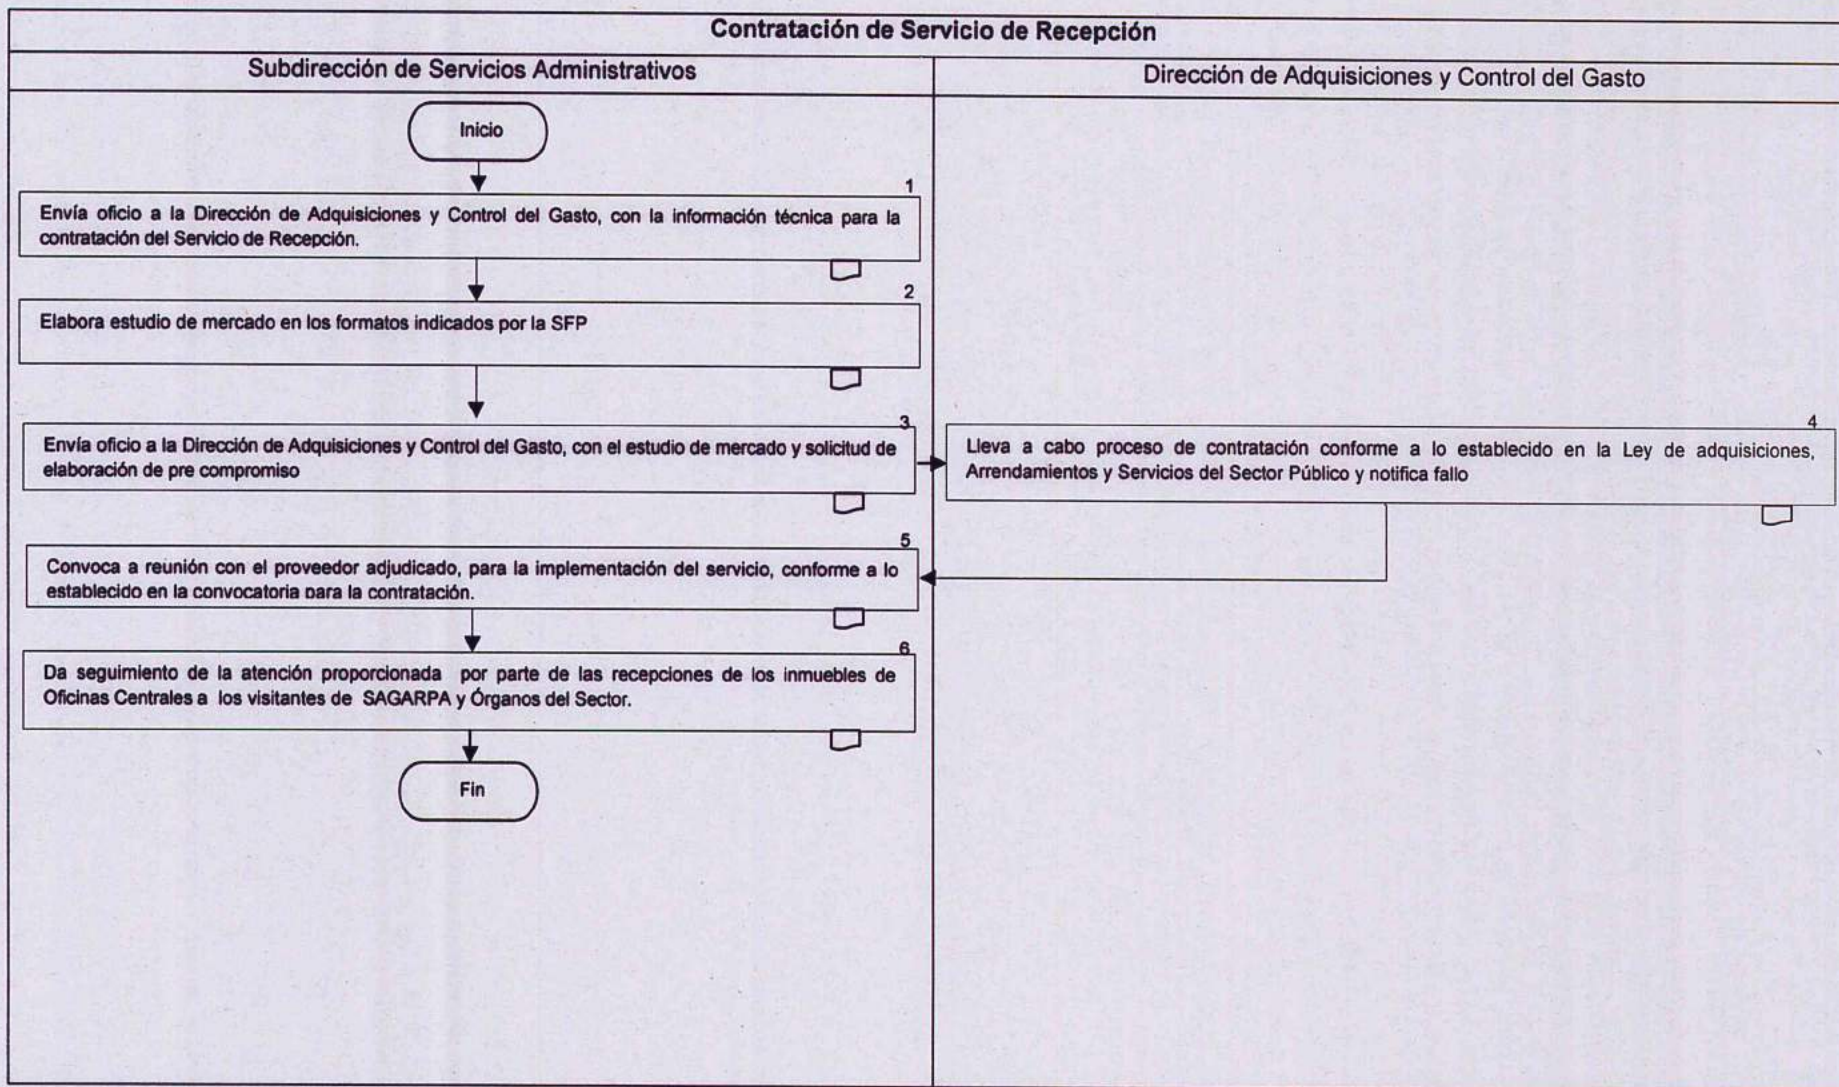 Contratación de Servicio de Recepción
Subdirección de Servicios Administrativos
Dirección de Adquisiciones y Control del Gasto
Inicio
1
Envía oficio a la Dirección de Adquisiciones y Control del Gasto, con la información técnica para la
contratación del Servicio de Recepción.
2
Elabora estudio de mercado en los formatos indicados por la SFP
3
Envía oficio a la Dirección de Adquisiciones y Control del Gasto, con el estudio de mercado y solicitud de
elaboración de pre compromiso
4
Lleva a cabo proceso de contratación conforme a lo establecido en la Ley de adquisiciones,
Arrendamientos y Servicios del Sector Público y notifica fallo
5
Convoca a reunión con el proveedor adjudicado, para la implementación del servicio, conforme a lo
establecido en la convocatoria para la contratación.
6
Da seguimiento de la atención proporcionada por parte de las recepciones de los inmuebles de
Oficinas Centrales a los visitantes de SAGARPA y Órganos del Sector.
Fin